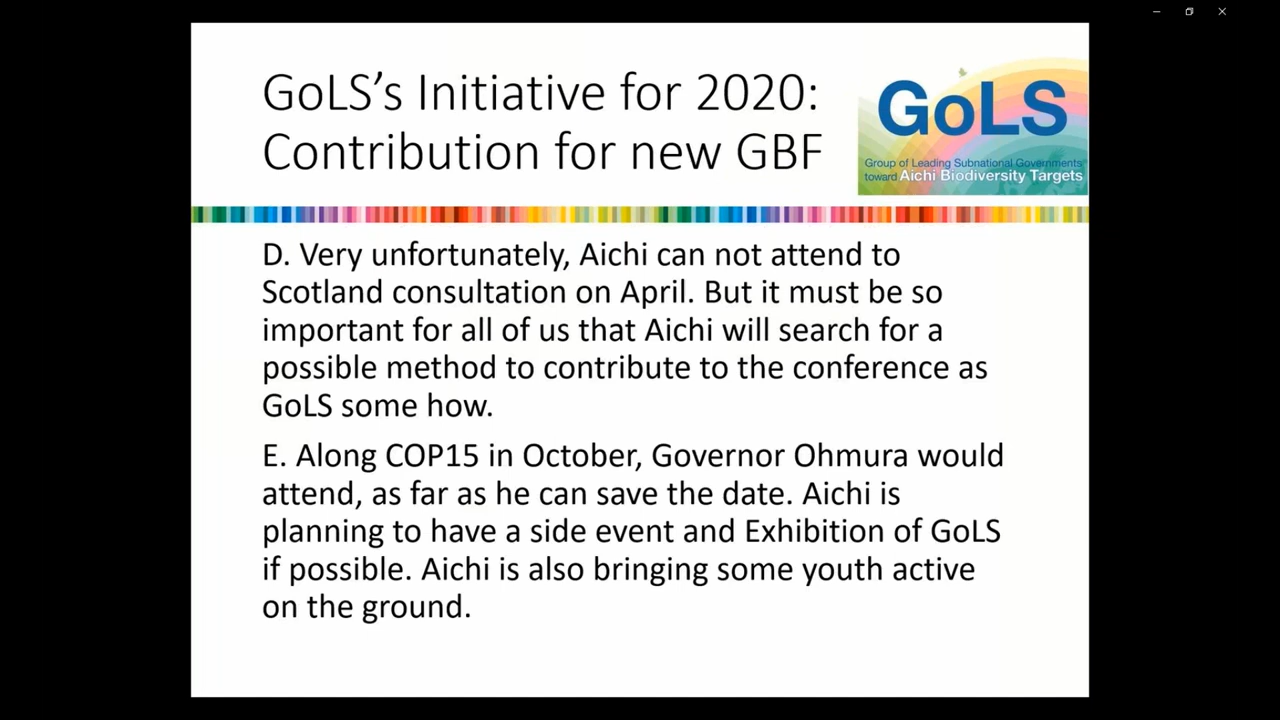 GoLS’s Initiative for 2020:
Contribution for new GBF
GoLS
Group of Leading Subnational Governments
toward Aichi Biodiversity Targets
D. Very unfortunately, Aichi can not attend to
Scotland consultation on April. But it must be so
important for all of us that Aichi will search for a
possible method to contribute to the conference as
GoLS some how.
E. Along COP15 in October, Governor Ohmura would
attend, as far as he can save the date. Aichi is
planning to have a side event and Exhibition of GoLS
if possible. Aichi is also bringing some youth active
on the ground.